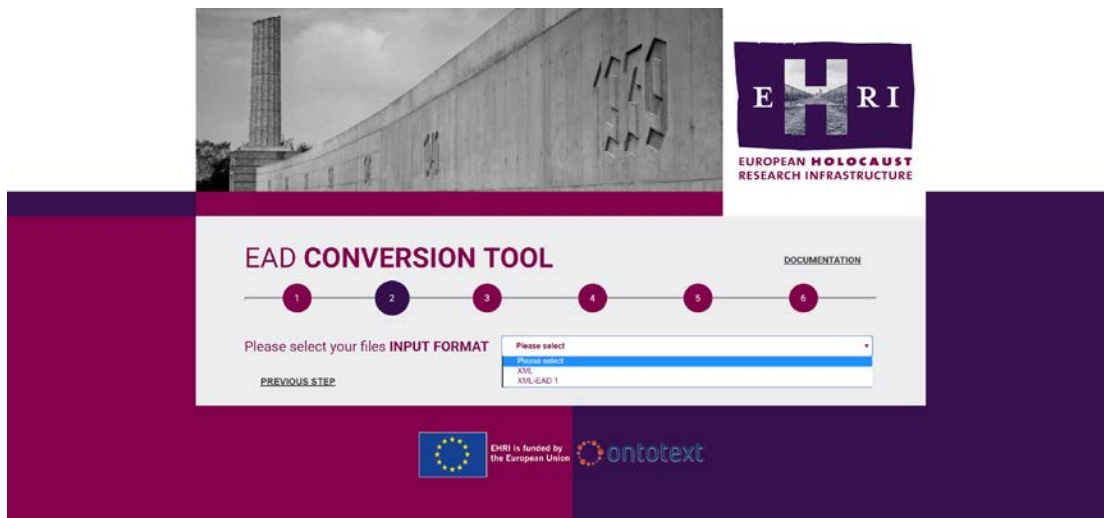 E H RI
EUROPEAN HOLOCAUST
RESEARCH INFRASTRUCTURE
EAD CONVERSION TOOL
DOCUMENTATION
1 2 3 4 5 6
Please select your files INPUT FORMAT
Please select
Please select
XML
XML-EAD 1
PREVIOUS STEP
EHRI is funded by
the European Union
ontotext